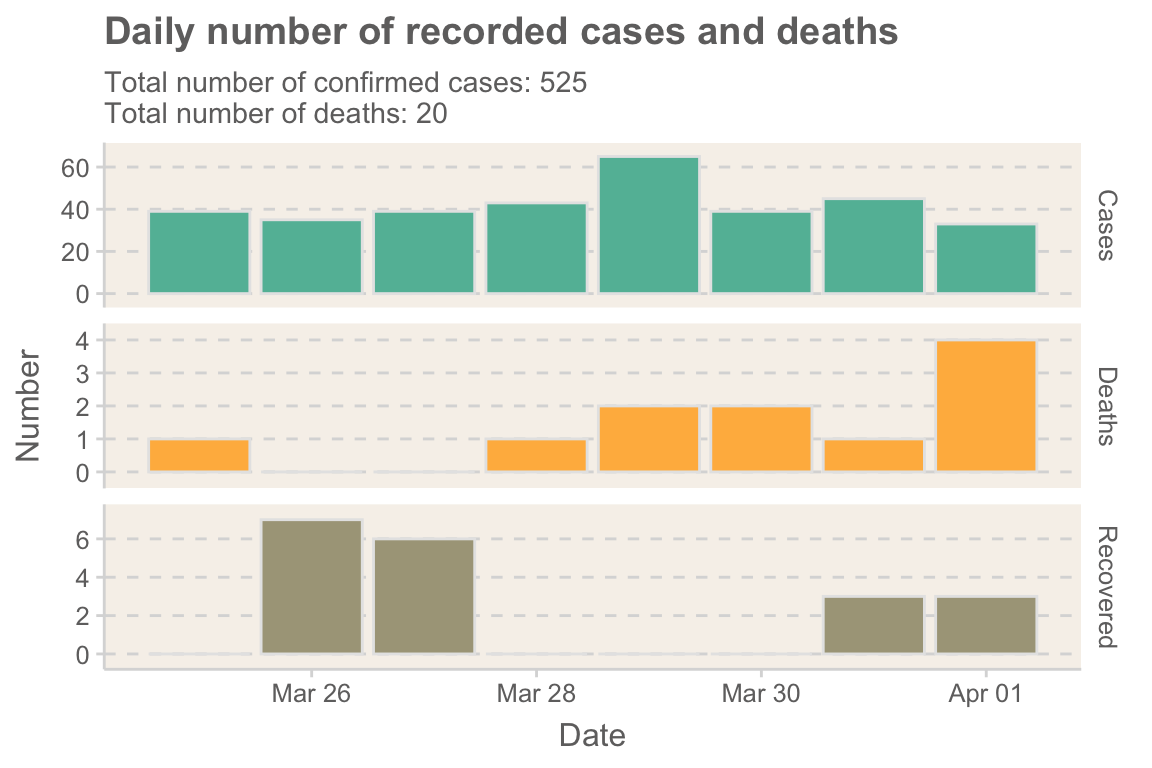 Daily number of recorded cases and deaths
Total number of confirmed cases: 525
Total number of deaths: 20
60
40
20
0
Cases
4
3
2
1
0
Deaths
6
4
2
0
Recovered
Number
Mar 26
Mar 28
Mar 30
Apr 01
Date